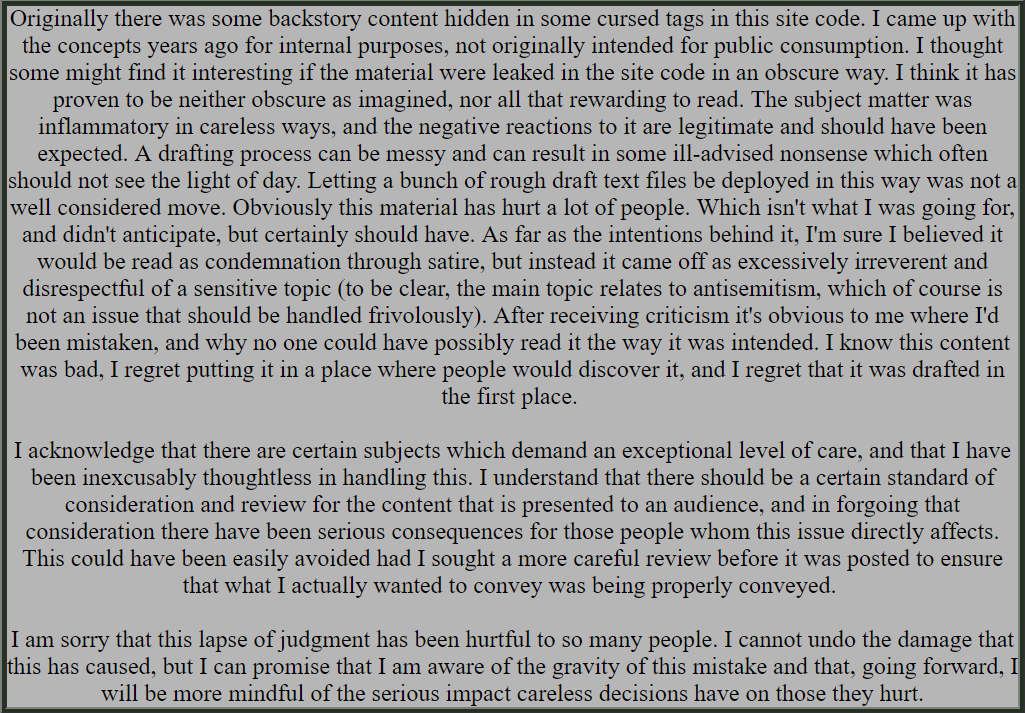 Originally there was some backstory content hidden in some cursed tags in this site code. I came up with
the concepts years ago for internal purposes, not originally intended for public consumption. I thought
some might find it interesting if the material were leaked in the site code in an obscure way. I think it has
proven to be neither obscure as imagined, nor all that rewarding to read. The subject matter was
inflammatory in careless ways, and the negative reactions to it are legitimate and should have been
expected. A drafting process can be messy and can result in some ill-advised nonsense which often
should not see the light of day. Letting a bunch of rough draft text files be deployed in this way was not a
well considered move. Obviously this material has hurt a lot of people. Which isn't what I was going for,
and didn't anticipate, but certainly should have. As far as the intentions behind it, I'm sure I believed it
would be read as condemnation through satire, but instead it came off as excessively irreverent and
disrespectful of a sensitive topic (to be clear, the main topic relates to antisemitism, which of course is
not an issue that should be handled frivolously). After receiving criticism it's obvious to me where I'd
been mistaken, and why no one could have possibly read it the way it was intended. I know this content
was bad, I regret putting it in a place where people would discover it, and I regret that it was drafted in
the first place.
I acknowledge that there are certain subjects which demand an exceptional level of care, and that I have
been inexcusably thoughtless in handling this. I understand that there should be a certain standard of
consideration and review for the content that is presented to an audience, and in forgoing that
consideration there have been serious consequences for those people whom this issue directly affects.
This could have been easily avoided had I sought a more careful review before it was posted to ensure
that what I actually wanted to convey was being properly conveyed.
I am sorry that this lapse of judgment has been hurtful to so many people. I cannot undo the damage that
this has caused, but I can promise that I am aware of the gravity of this mistake and that, going forward, I
will be more mindful of the serious impact careless decisions have on those they hurt.